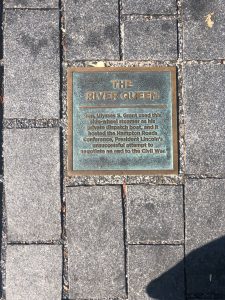 THE
RIVER QUEEN
Gen. Ulysses S. Grant used this
side-wheel steamer as his
private dispatch boat, and it
hosted the Hampton Roads
Conference, President Lincoln's
unsuccessful attempt to
negotiate an end to the Civil War.